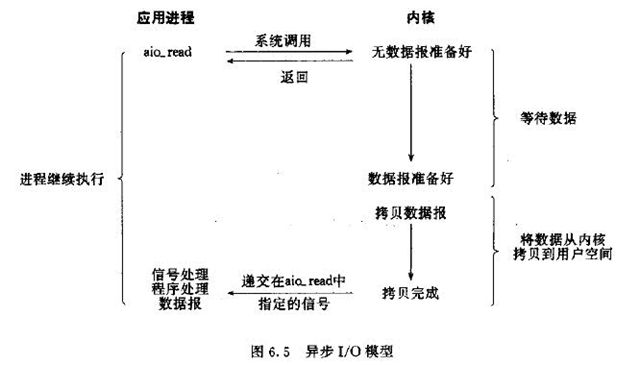 应用进程 内核
aio_read 系统调用 无数据报准备好
返回
等待数据
进程继续执行 数据报准备好
拷贝数据报
将数据从内核
拷贝到用户空间
信号处理
程序处理
数据报
递交在aio_read中
指定的信号
拷贝完成
图 6.5 异步 I/O 模型